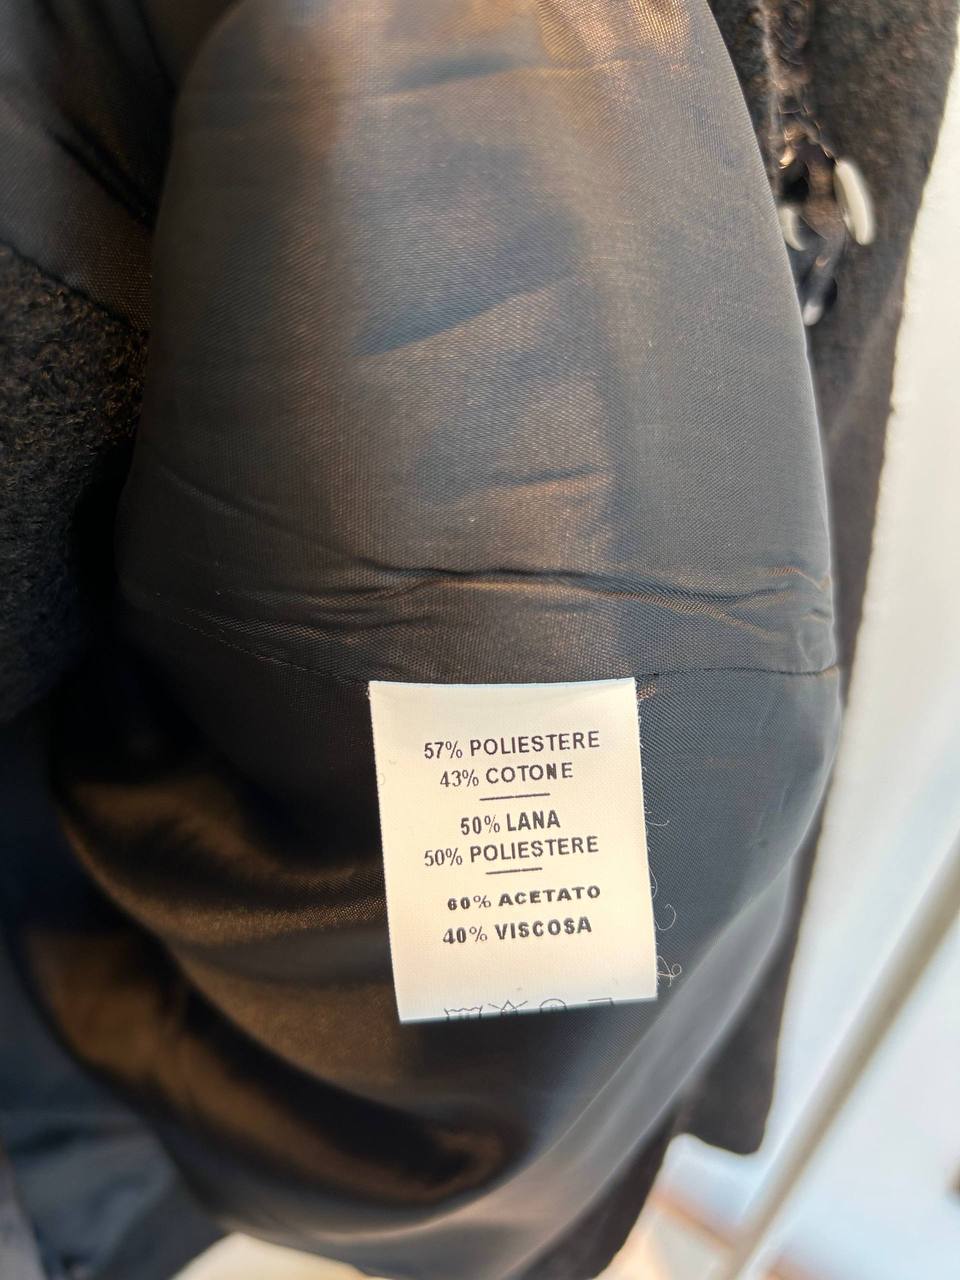 57% POLIESTERE
43% COTONE
50% LANA
50% POLIESTERE
60% ACETATO
40% VISCOSA